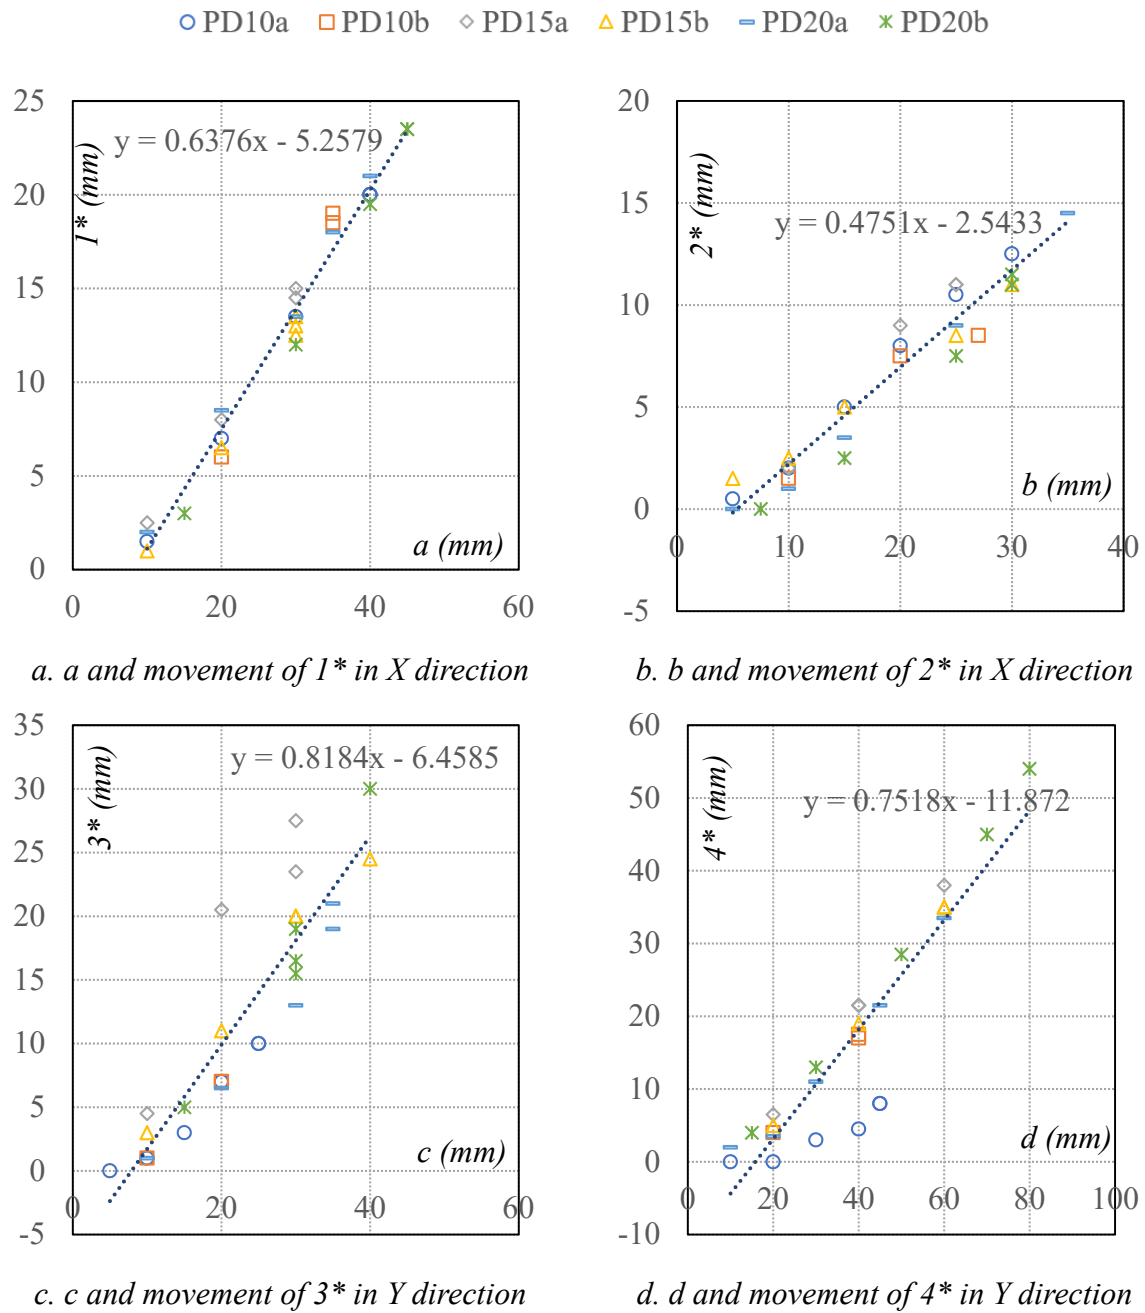 PD10a PD10b PD15a PD15b PD20a PD20b
25
20
15
10
5
0
0 20 40 60
1* (mm)
y = 0.6376x - 5.2579
a (mm)
a. a and movement of 1* in X direction
20
15
10
5
0
-5
0 10 20 30 40
2* (mm)
y = 0.4751x - 2.5433
b (mm)
b. b and movement of 2* in X direction
35
30
25
20
15
10
5
0
-5
0 20 40 60
3* (mm)
y = 0.8184x - 6.4585
c (mm)
c. c and movement of 3* in Y direction
60
50
40
30
20
10
0
-10
0 20 40 60 80 100
4* (mm)
y = 0.7518x - 11.872
d (mm)
d. d and movement of 4* in Y direction